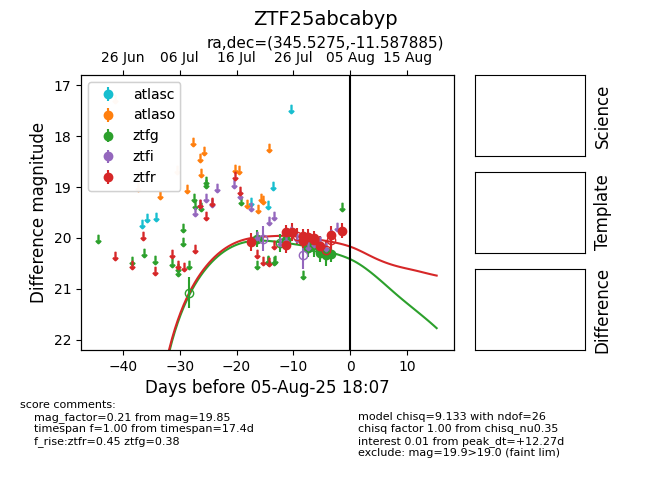 ZTF25abcabyp
ra,dec=(345.5275,-11.587885)
26 Jun 06 Jul 16 Jul 26 Jul 05 Aug 15 Aug
atlasc
atlaso
ztfg
ztfi
ztfr
17
18
19
20
21
22
Difference magnitude
−40 −30 −20 −10 0 10
Days before 05-Aug-25 18:07
Science
Template
Difference
score comments:
mag_factor=0.21 from mag=19.85
timespan f=1.00 from timespan=17.4d
f_rise:ztfr=0.45 ztfg=0.38
model chisq=9.133 with ndof=26
chisq factor 1.00 from chisq_nu0.35
interest 0.01 from peak_dt=+12.27d
exclude: mag=19.9>19.0 (faint lim)